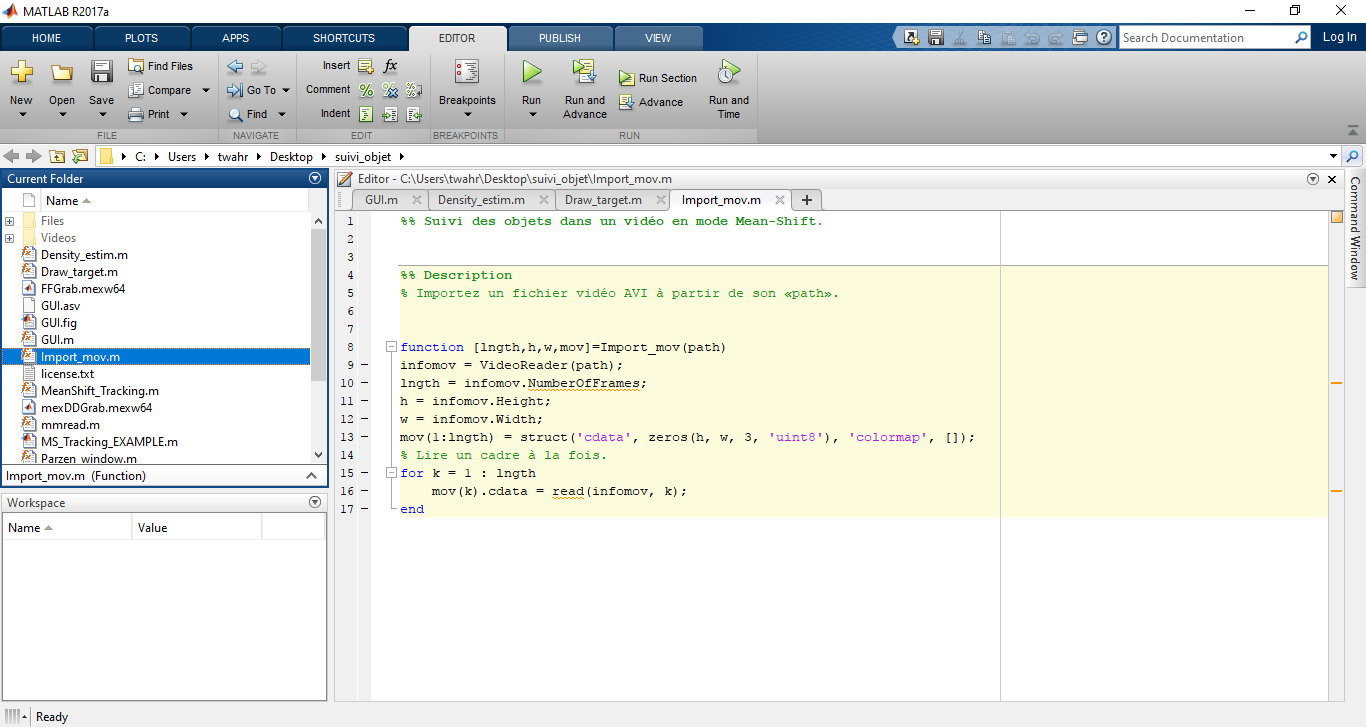 MATLAB R2017a
HOME PLOTS APPS SHORTCUTS EDITOR PUBLISH VIEW Search Documentation Log In
New Open Save Find Files Compare Print
FILE
Go To Find
NAVIGATE
Insert fx
Comment
Indent
EDIT
Breakpoints
BREAKPOINTS
Run Run and Advance Run Section Advance Run and Time
RUN
C: Users twahr Desktop suivi_objet
Current Folder
Name
Files
Videos
Density_estim.m
Draw_target.m
FFGrab.mexw64
GUI.asv
GUI.fig
GUI.m
Import_mov.m
license.txt
MeanShift_Tracking.m
mexDDGrab.mexw64
mmread.m
MS_Tracking_EXAMPLE.m
Parzen_window.m
Import_mov.m (Function)
Workspace
Name Value
Editor - C:\Users\twahr\Desktop\suivi_objet\Import_mov.m
GUI.m Density_estim.m Draw_target.m Import_mov.m
1 %% Suivi des objets dans un vidéo en mode Mean-Shift.
2
3
4 %% Description
5 % Importez un fichier vidéo AVI à partir de son «path».
6
7
8 function [lngth,h,w,mov]=Import_mov(path)
9 infomov = VideoReader(path);
10 lngth = infomov.NumberOfFrames;
11 h = infomov.Height;
12 w = infomov.Width;
13 mov(1:lngth) = struct('cdata', zeros(h, w, 3, 'uint8'), 'colormap', []);
14 % Lire un cadre à la fois.
15 for k = 1 : lngth
16 mov(k).cdata = read(infomov, k);
17 end
Command Window
Ready